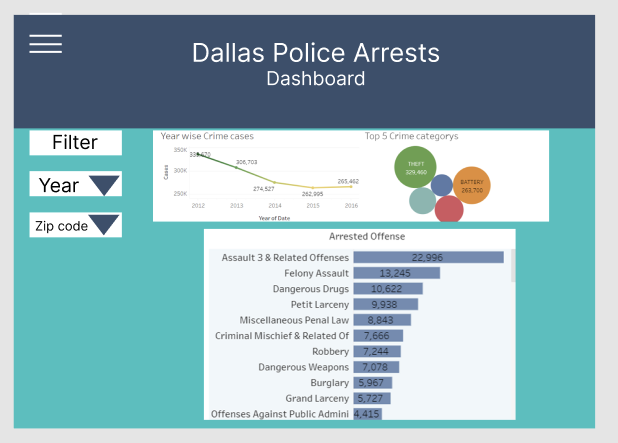 Dallas Police Arrests
Dashboard
Filter
Year
Zip code
Year wise Crime cases
350K
300K
250K
Cases
306,703
274,527
262,995
265,462
2012 2013 2014 2015 2016
Year of Date
Top 5 Crime categorys
THEFT
329,460
BATTERY
263,700
Arrested Offense
Assault 3 & Related Offenses 22,996
Felony Assault 13,245
Dangerous Drugs 10,622
Petit Larceny 9,938
Miscellaneous Penal Law 8,843
Criminal Mischief & Related Of 7,666
Robbery 7,244
Dangerous Weapons 7,078
Burglary 5,967
Grand Larceny 5,727
Offenses Against Public Admini 4,415